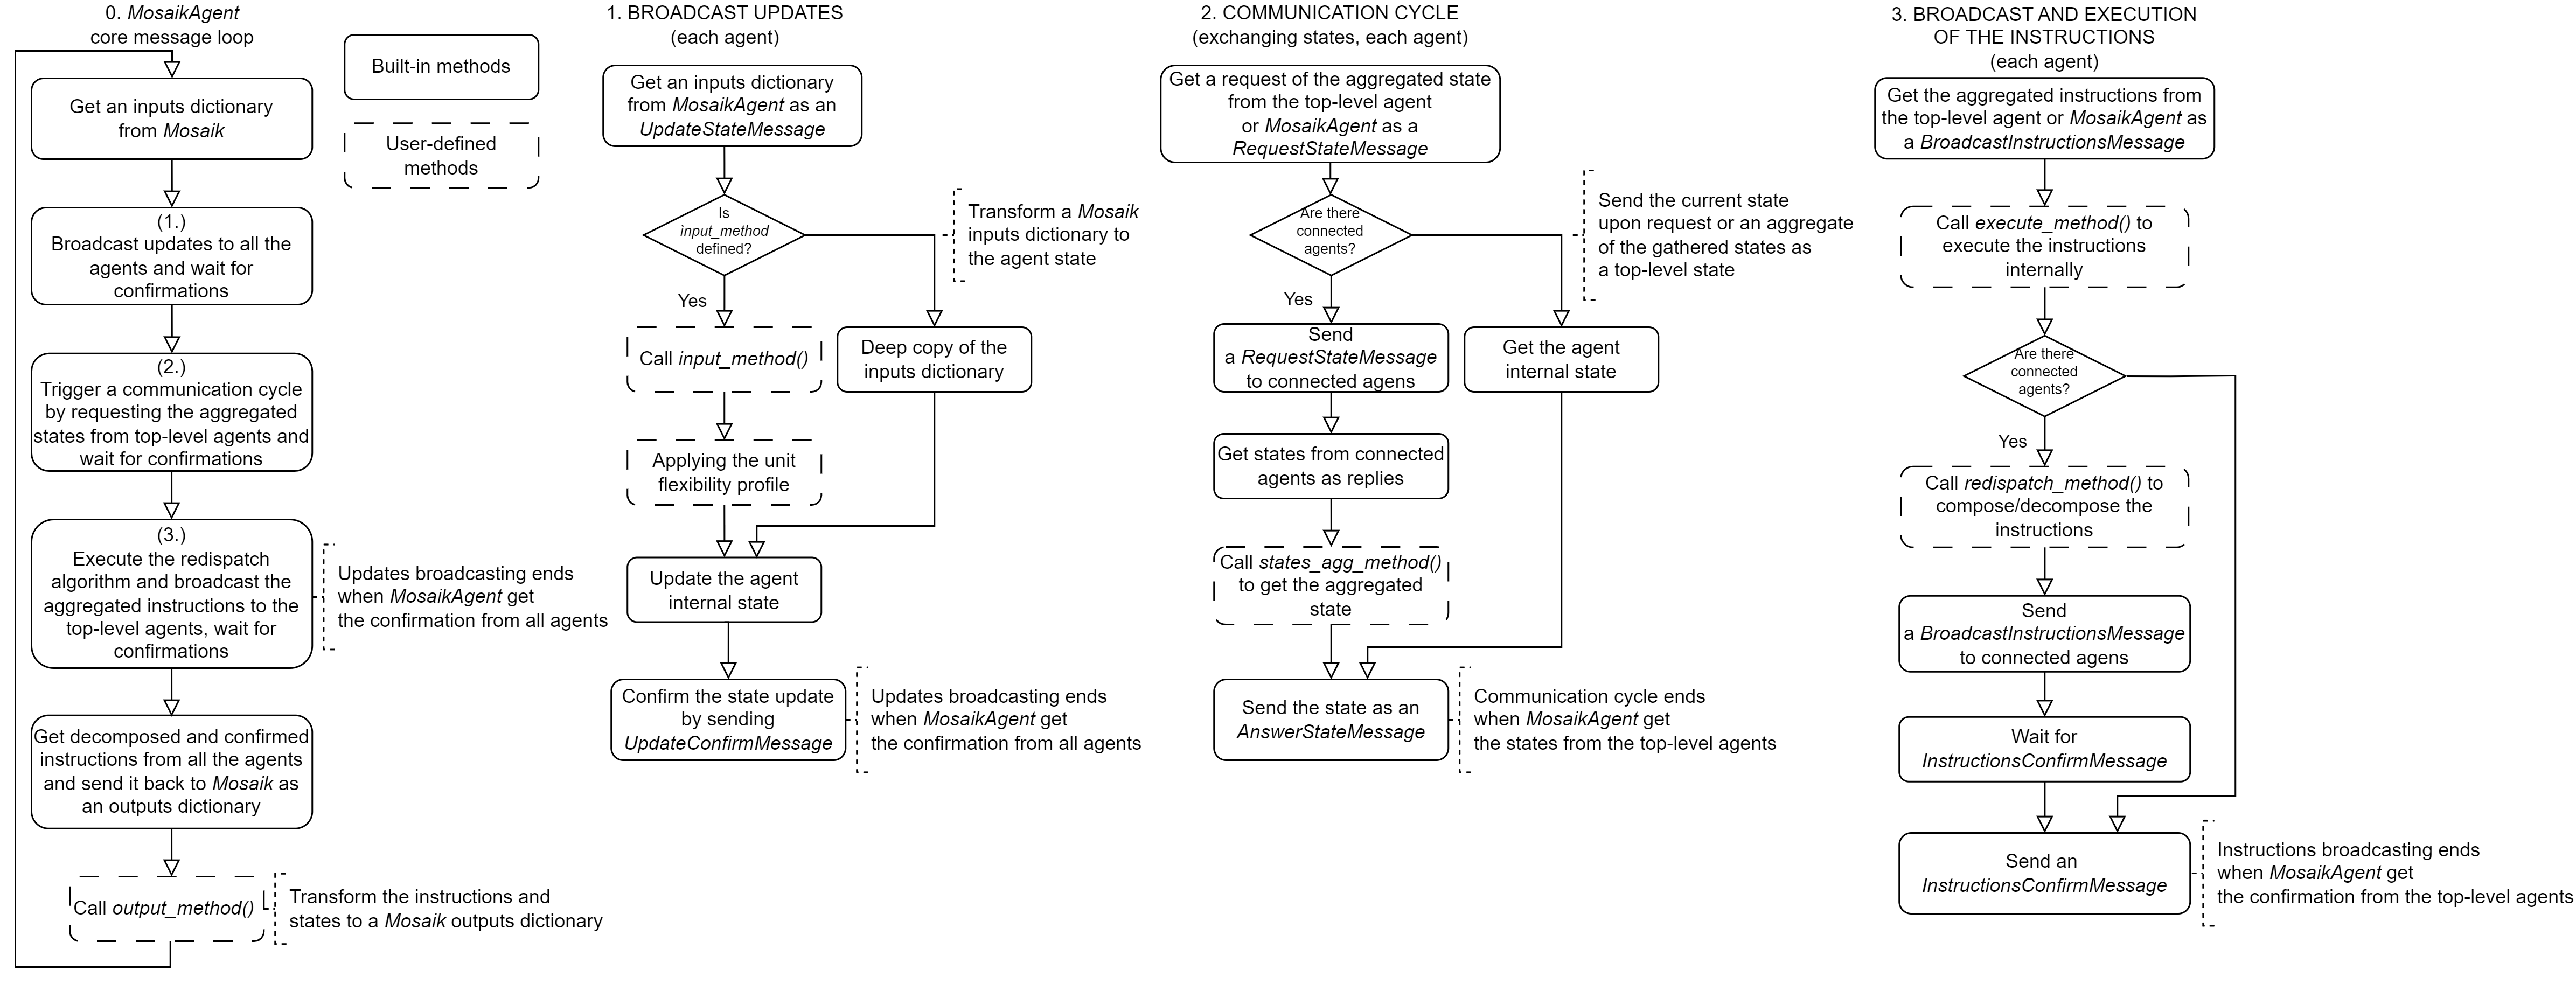 0. MosaikAgent
core message loop
Get an inputs dictionary
from Mosaik
(1.)
Broadcast updates to all the
agents and wait for
confirmations
(2.)
Trigger a communication cycle
by requesting the aggregated
states from top-level agents and
wait for confirmations
(3.)
Execute the redispatch
algorithm and broadcast the
aggregated instructions to the
top-level agents, wait for
confirmations
Updates broadcasting ends
when MosaikAgent get
the confirmation from all agents
Get decomposed and confirmed
instructions from all the agents
and send it back to Mosaik as
an outputs dictionary
Call output_method()
Transform the instructions and
states to a Mosaik outputs dictionary
Built-in methods
User-defined
methods
1. BROADCAST UPDATES
(each agent)
Get an inputs dictionary
from MosaikAgent as an
UpdateStateMessage
Is
input_method
defined?
Transform a Mosaik
inputs dictionary to
the agent state
Yes
Call input_method()
Deep copy of the
inputs dictionary
Applying the unit
flexibility profile
Update the agent
internal state
Confirm the state update
by sending
UpdateConfirmMessage
Updates broadcasting ends
when MosaikAgent get
the confirmation from all agents
2. COMMUNICATION CYCLE
(exchanging states, each agent)
Get a request of the aggregated state
from the top-level agent
or MosaikAgent as a
RequestStateMessage
Are there
connected
agents?
Send the current state
upon request or an aggregate
of the gathered states as
a top-level state
Yes
Send
a RequestStateMessage
to connected agens
Get the agent
internal state
Get states from connected
agents as replies
Call states_agg_method()
to get the aggregated
state
Send the state as an
AnswerStateMessage
Communication cycle ends
when MosaikAgent get
the states from the top-level agents
3. BROADCAST AND EXECUTION
OF THE INSTRUCTIONS
(each agent)
Get the aggregated instructions from
the top-level agent or MosaikAgent as
a BroadcastInstructionsMessage
Call execute_method() to
execute the instructions
internally
Are there
connected
agents?
Yes
Call redispatch_method() to
compose/decompose the
instructions
Send
a BroadcastInstructionsMessage
to connected agens
Wait for
InstructionsConfirmMessage
Send an
InstructionsConfirmMessage
Instructions broadcasting ends
when MosaikAgent get
the confirmation from the top-level agents